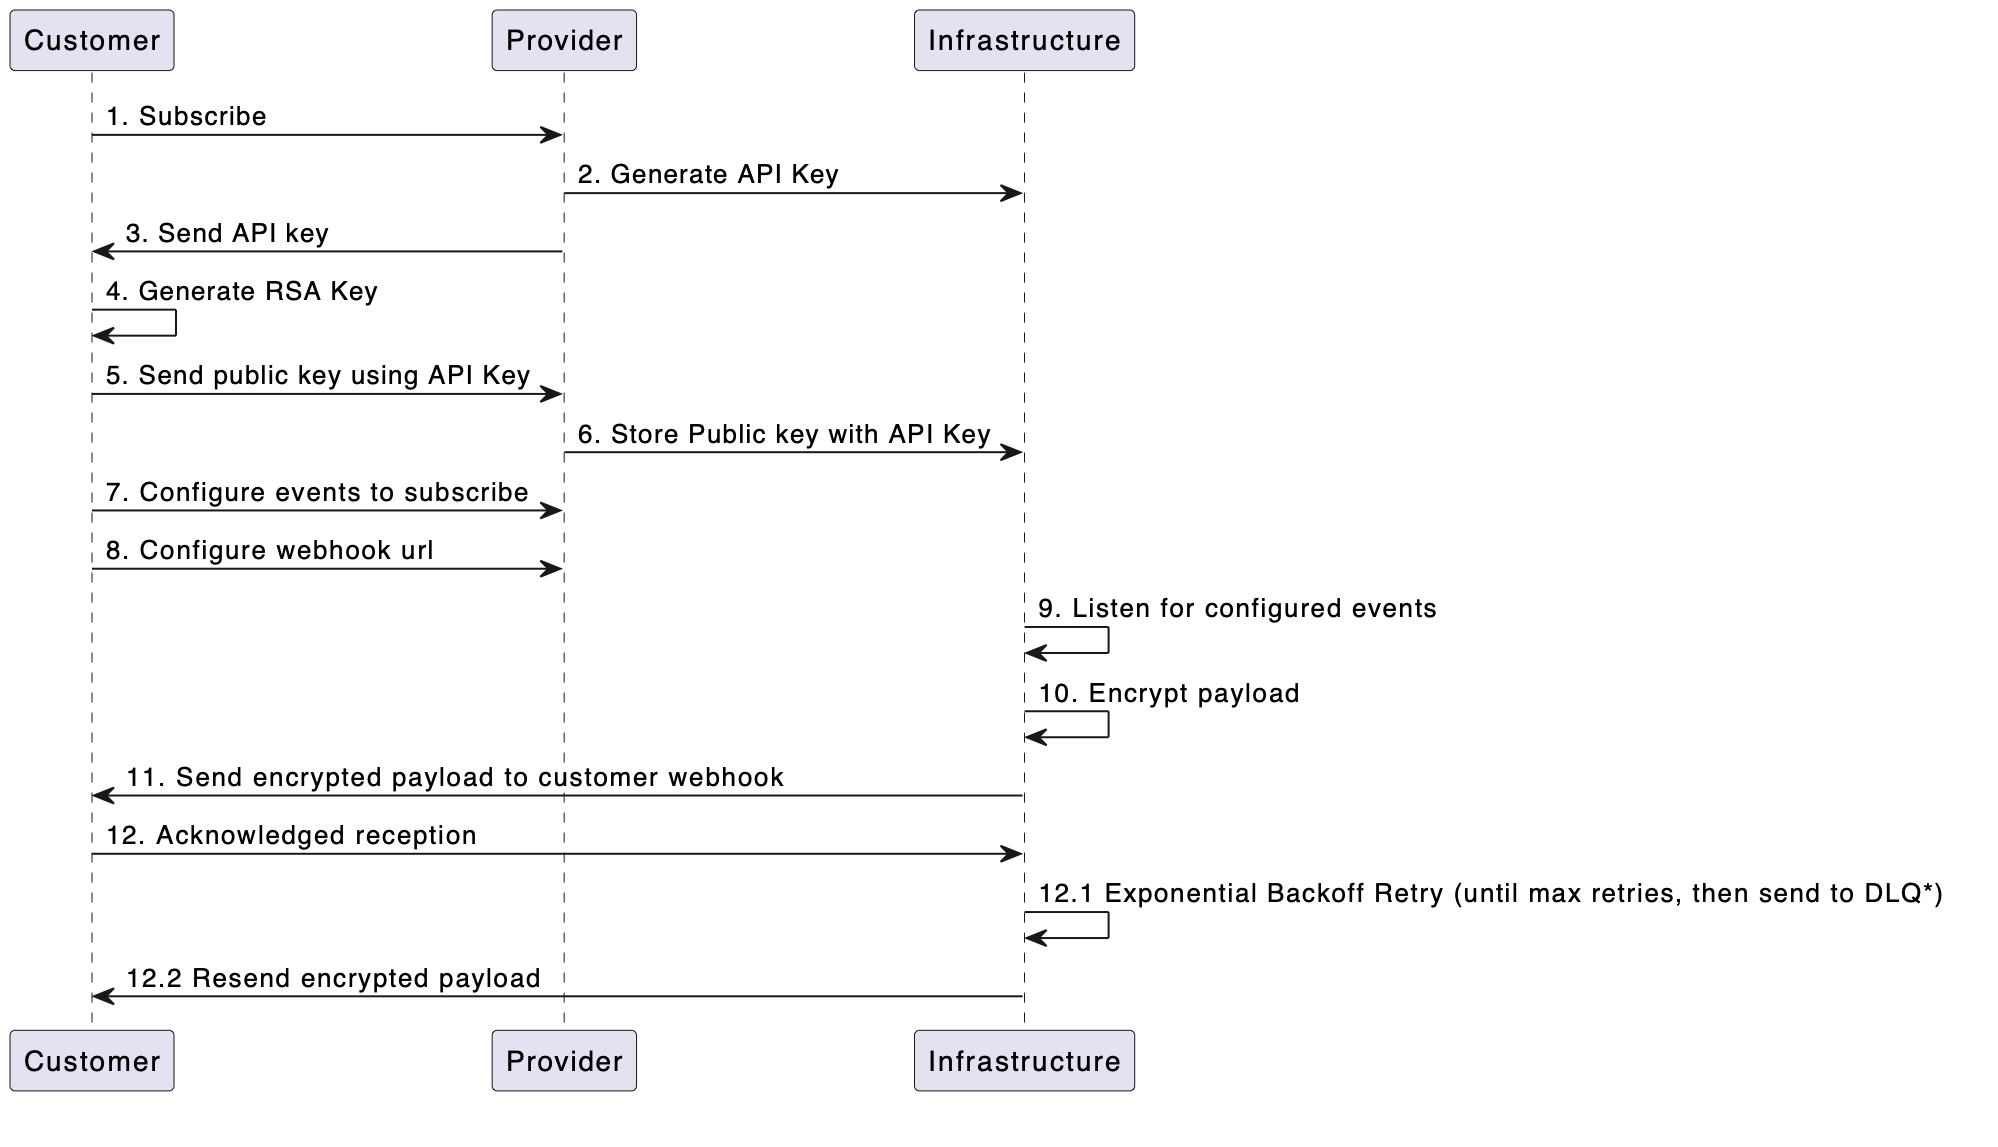 Customer
Provider
Infrastructure
1. Subscribe
2. Generate API Key
3. Send API key
4. Generate RSA Key
5. Send public key using API Key
6. Store Public key with API Key
7. Configure events to subscribe
8. Configure webhook url
9. Listen for configured events
10. Encrypt payload
11. Send encrypted payload to customer webhook
12. Acknowledged reception
12.1 Exponential Backoff Retry (until max retries, then send to DLQ*)
12.2 Resend encrypted payload
Customer
Provider
Infrastructure